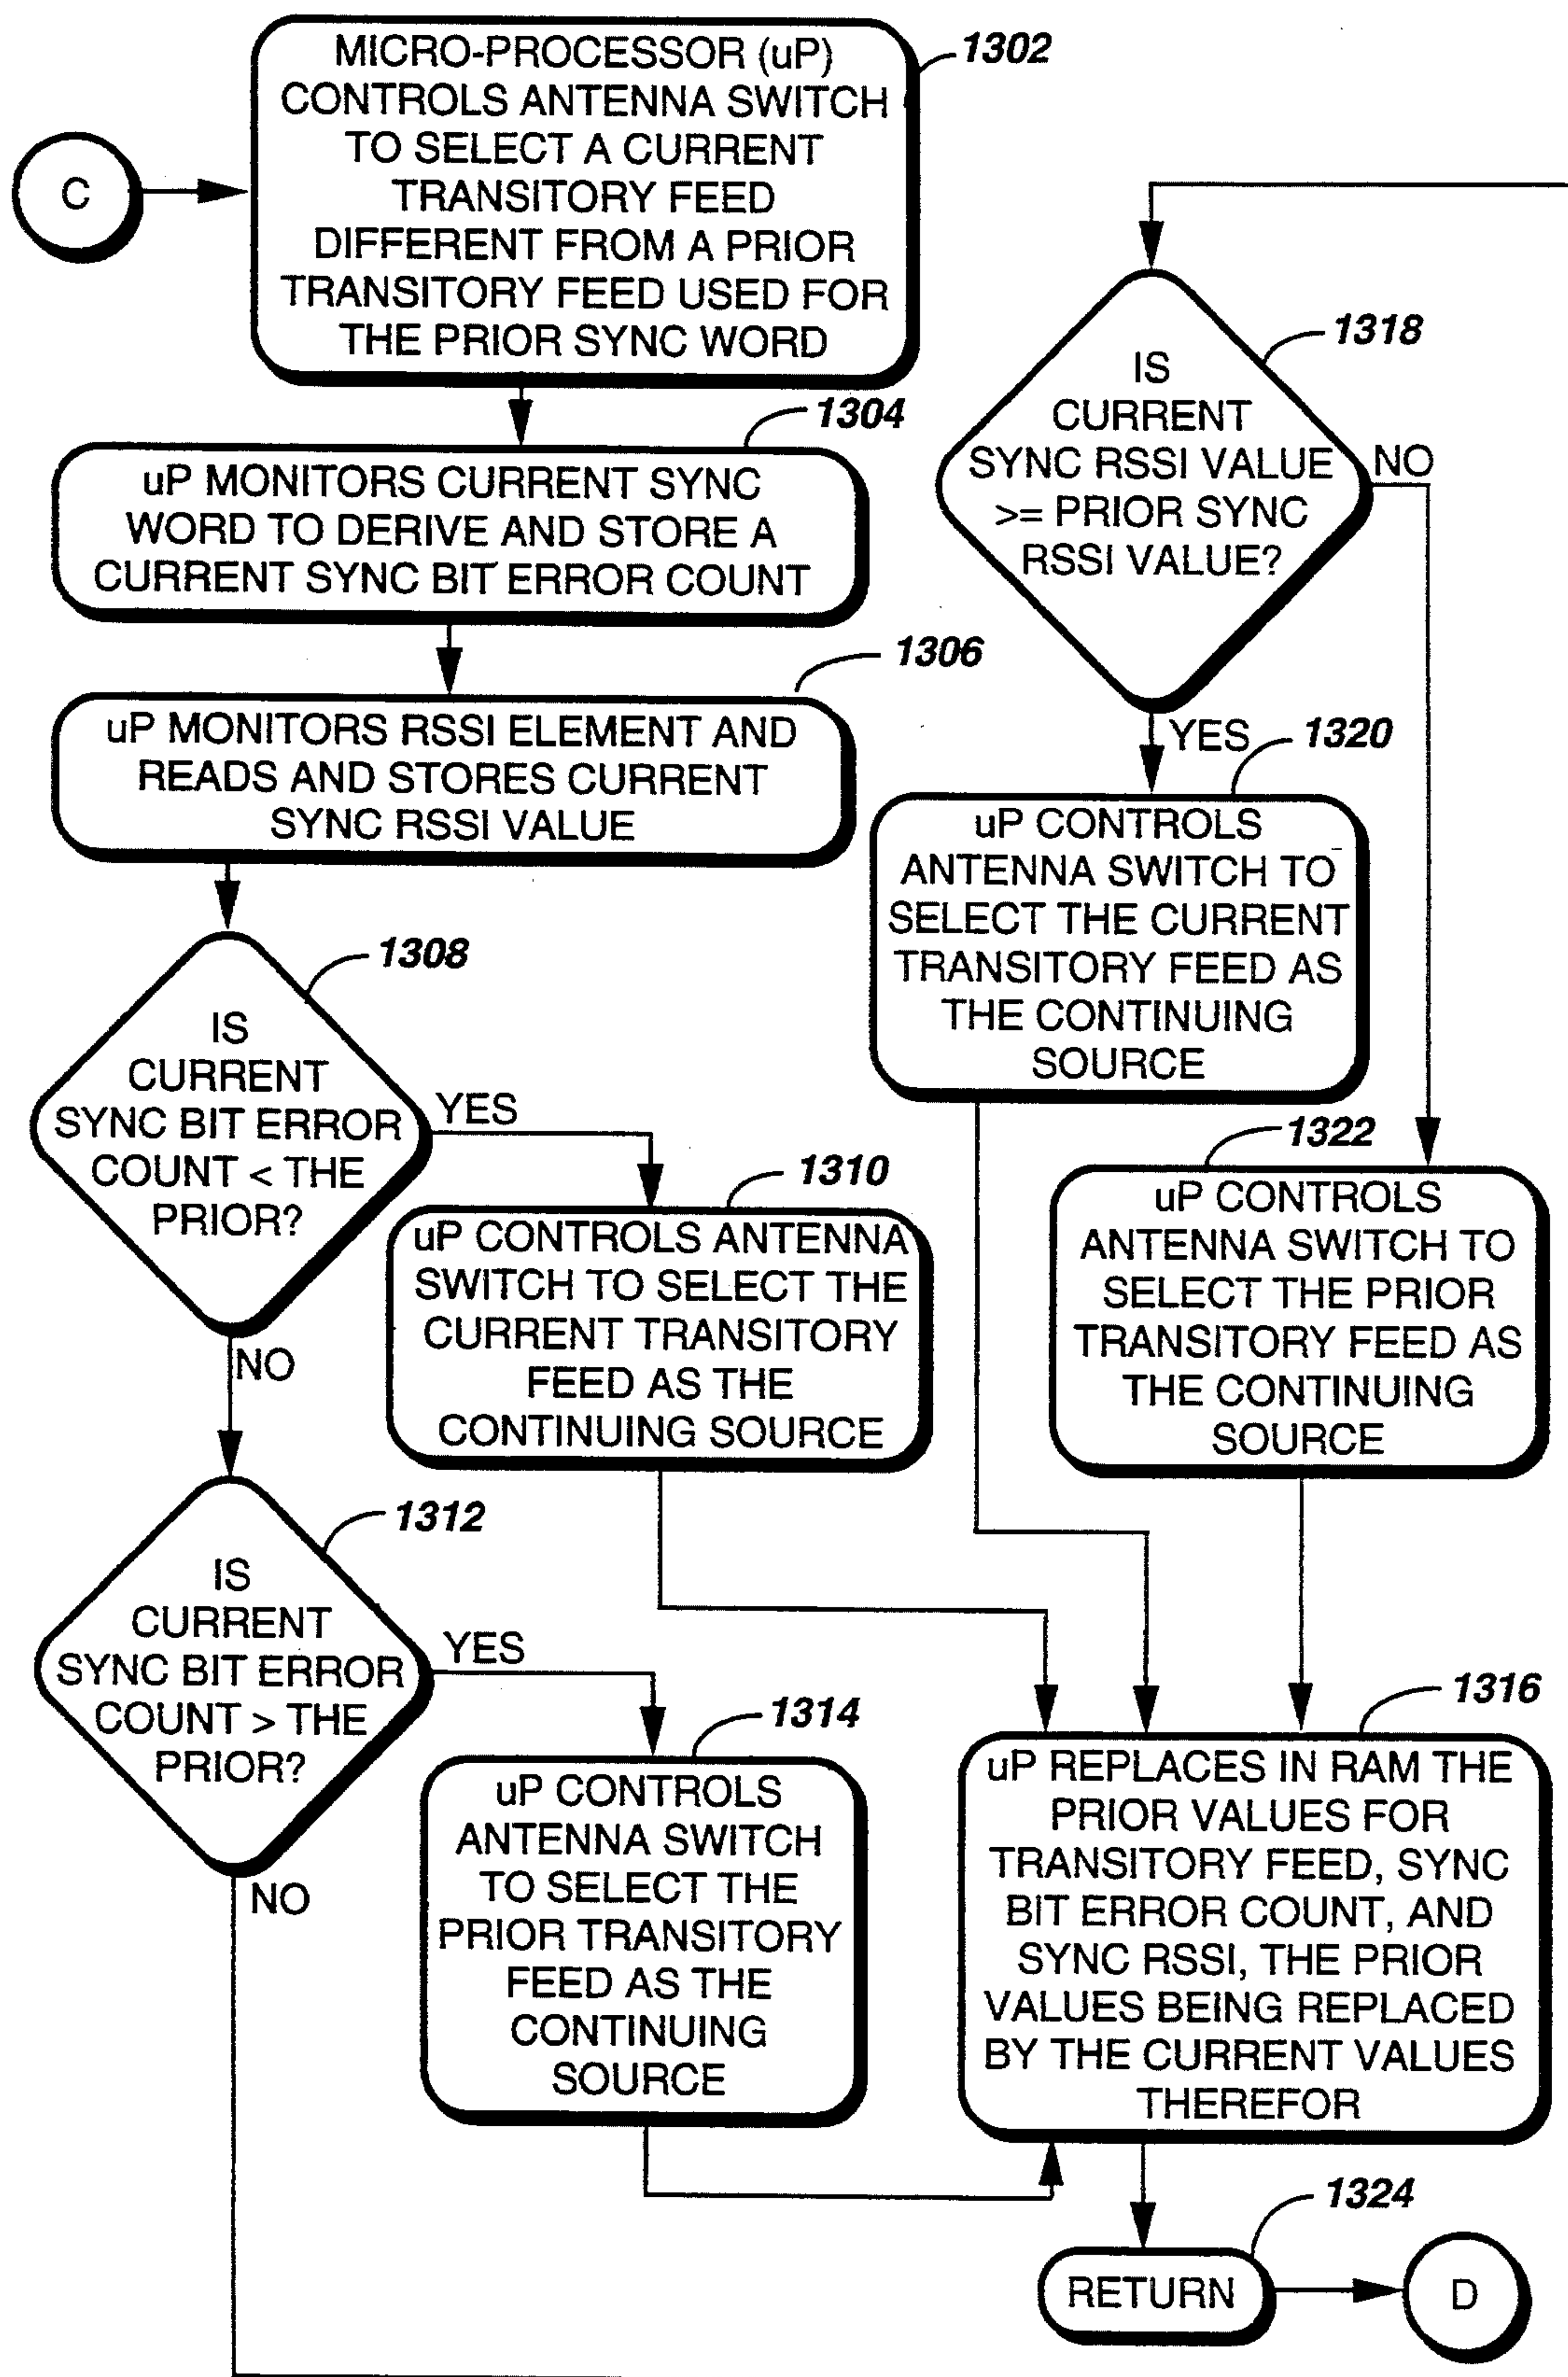 C
MICRO-PROCESSOR (uP)
CONTROLS ANTENNA SWITCH
TO SELECT A CURRENT
TRANSITORY FEED
DIFFERENT FROM A PRIOR
TRANSITORY FEED USED FOR
THE PRIOR SYNC WORD
1302
1304
uP MONITORS CURRENT SYNC
WORD TO DERIVE AND STORE A
CURRENT SYNC BIT ERROR COUNT
1306
uP MONITORS RSSI ELEMENT AND
READS AND STORES CURRENT
SYNC RSSI VALUE
1308
IS
CURRENT
SYNC BIT ERROR
COUNT < THE
PRIOR?
YES
NO
1310
uP CONTROLS ANTENNA
SWITCH TO SELECT THE
CURRENT TRANSITORY
FEED AS THE
CONTINUING SOURCE
1312
IS
CURRENT
SYNC BIT ERROR
COUNT > THE
PRIOR?
YES
NO
1314
uP CONTROLS
ANTENNA SWITCH
TO SELECT THE
PRIOR TRANSITORY
FEED AS THE
CONTINUING
SOURCE
1318
IS
CURRENT
SYNC RSSI VALUE
>= PRIOR SYNC
RSSI VALUE?
NO
YES
1320
uP CONTROLS
ANTENNA SWITCH TO
SELECT THE CURRENT
TRANSITORY FEED AS
THE CONTINUING
SOURCE
1322
uP CONTROLS
ANTENNA SWITCH TO
SELECT THE PRIOR
TRANSITORY FEED AS
THE CONTINUING
SOURCE
1316
uP REPLACES IN RAM THE
PRIOR VALUES FOR
TRANSITORY FEED, SYNC
BIT ERROR COUNT, AND
SYNC RSSI, THE PRIOR
VALUES BEING REPLACED
BY THE CURRENT VALUES
THEREFOR
1324
RETURN
D